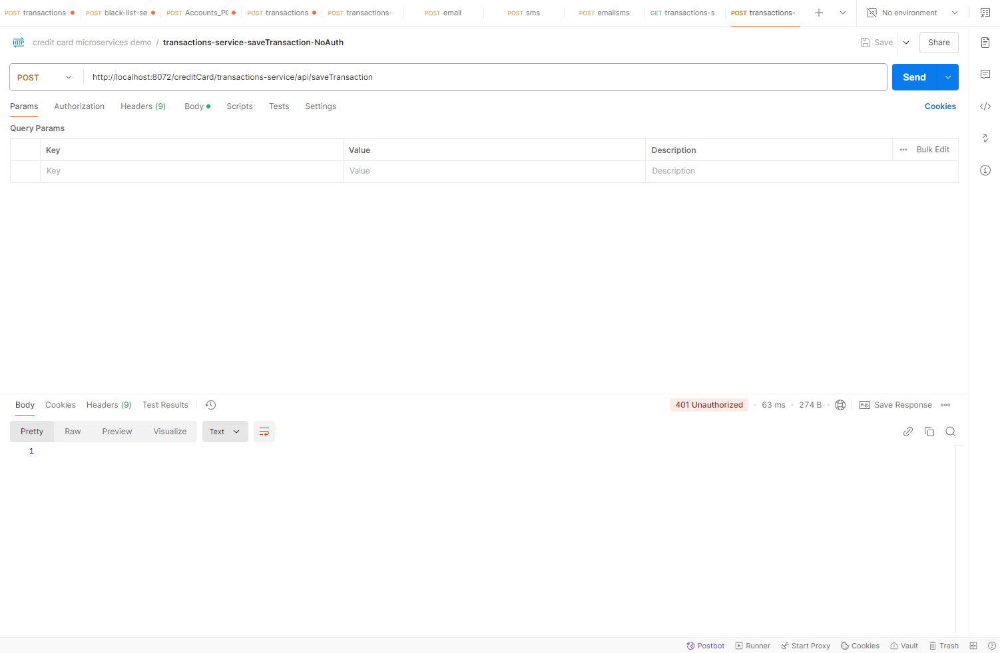 POST transactions POST black-list-se POST Accounts_PC POST transactions POST transactions- POST email POST sms POST emailsms GET transactions-s POST transactions- No environment
HTTP credit card microservices demo / transactions-service-saveTransaction-NoAuth Save Share
POST http://localhost:8072/creditCard/transactions-service/api/saveTransaction Send
Params Authorization Headers (9) Body Scripts Tests Settings Cookies
Query Params
Key Value Description Bulk Edit
Key Value Description
Body Cookies Headers (9) Test Results 401 Unauthorized 63 ms 274 B e.g. Save Response
Pretty Raw Preview Visualize Text
1
Postbot Runner Start Proxy Cookies Vault Trash